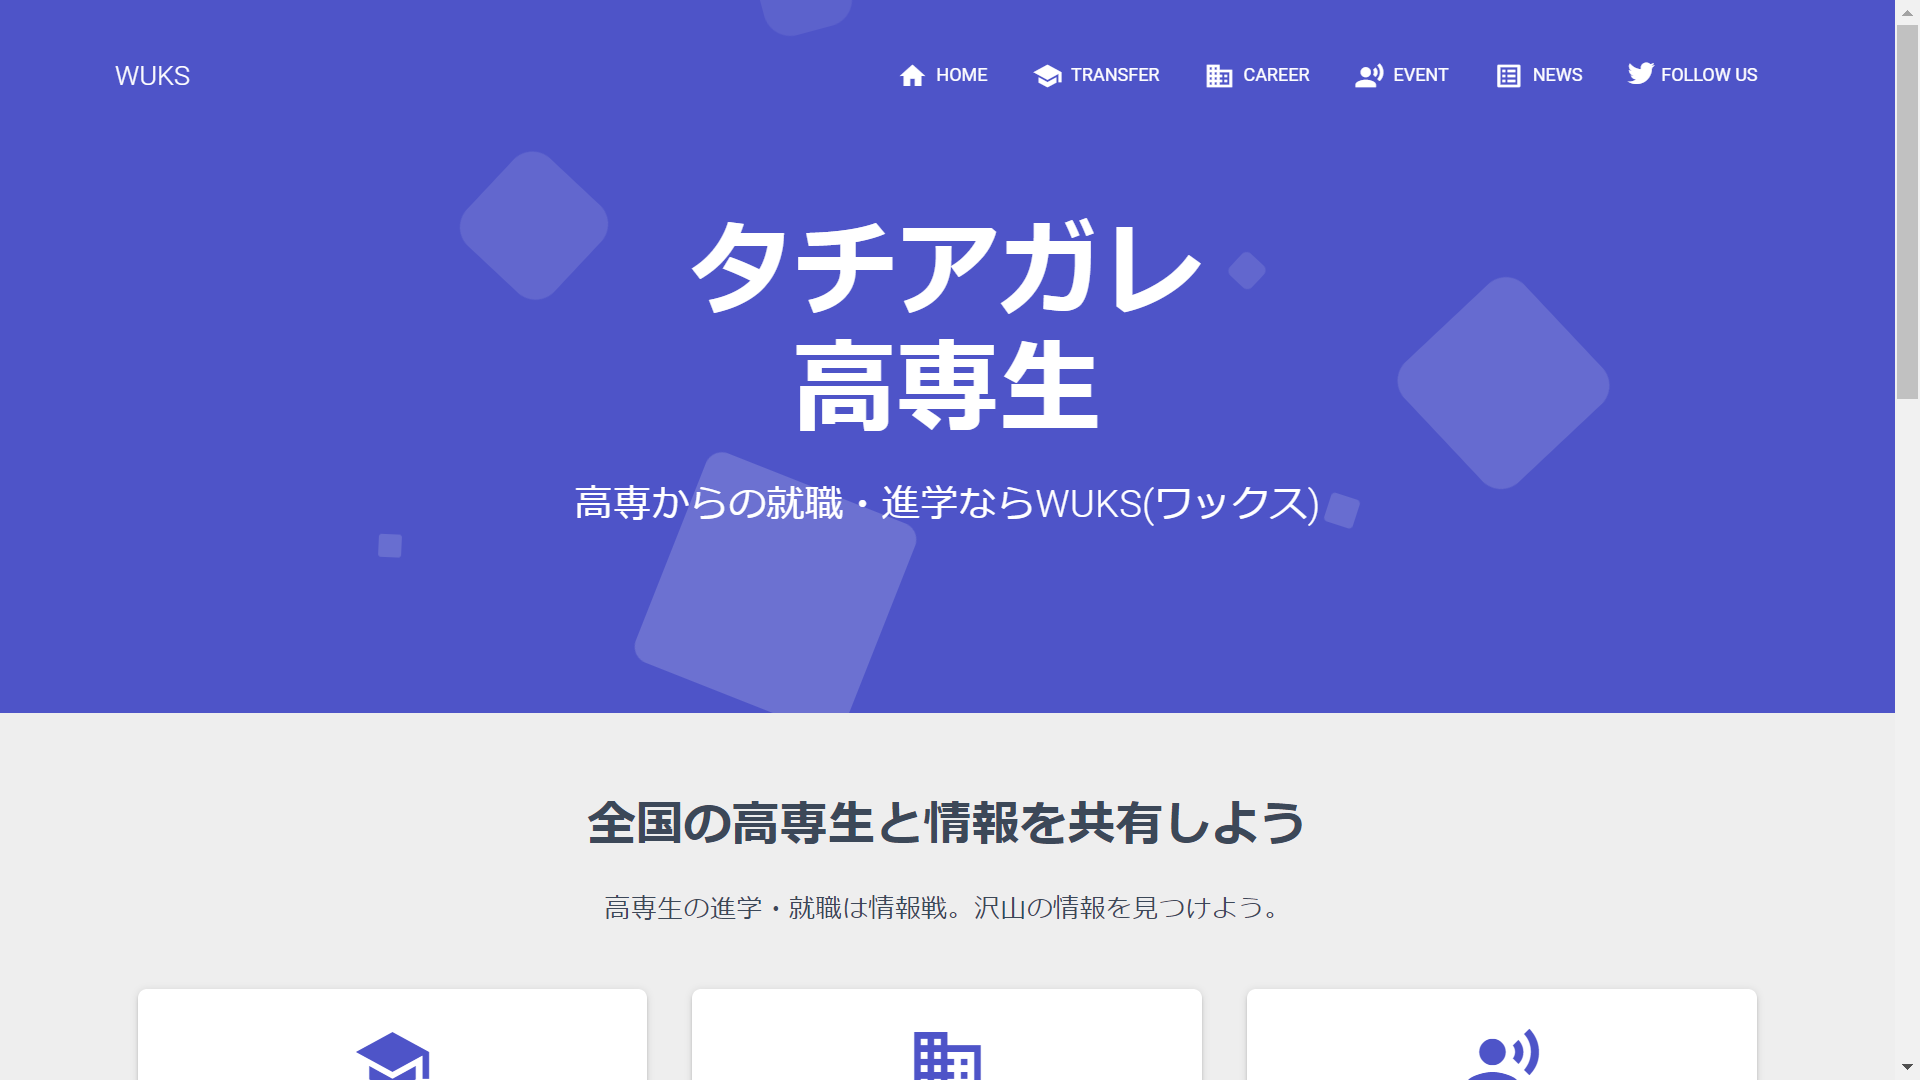 WUKS
HOME
TRANSFER
CAREER
EVENT
NEWS
FOLLOW US
タチアガレ
高専生
高専からの就職・進学ならWUKS(ワックス)
全国の高専生と情報を共有しよう
高専生の進学・就職は情報戦。沢山の情報を見つけよう。